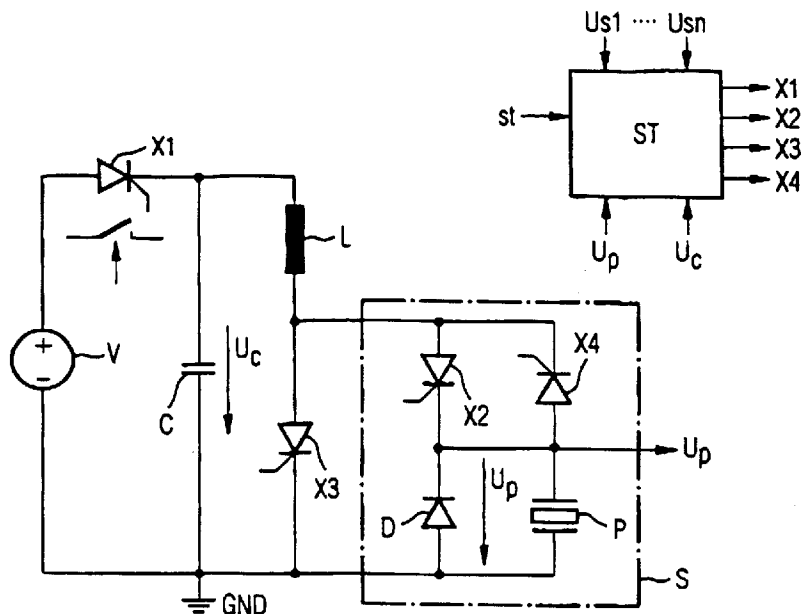 Us1 ···· Usn
st
ST
X1
X2
X3
X4
Up
Uc
X1
L
V
C
Uc
X3
X2
X4
D
Up
P
Up
S
GND